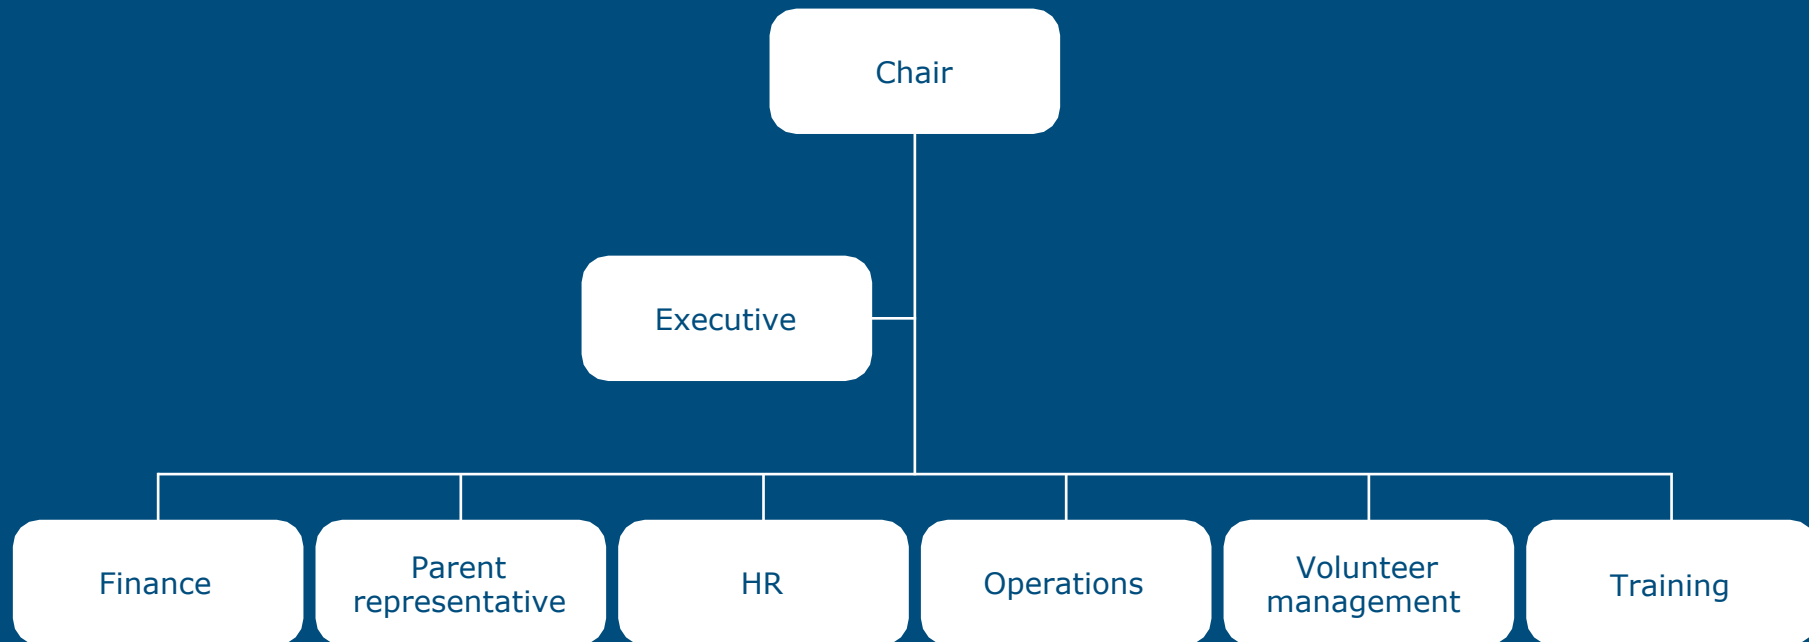 Chair
Executive
Finance
Parent
representative
HR
Operations
Volunteer
management
Training